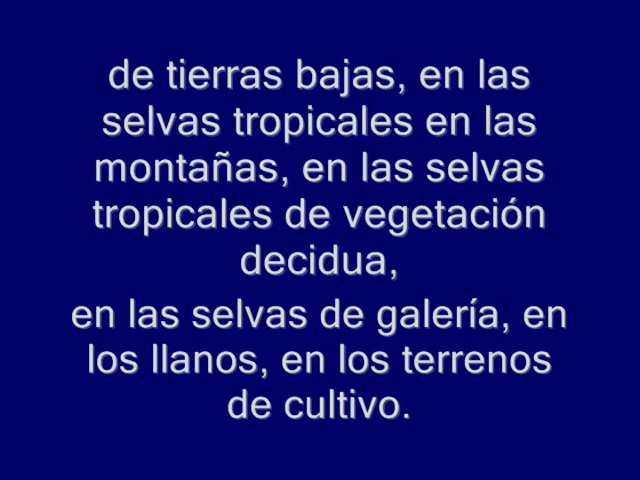 de tierras bajas, en las
selvas tropicales en las
montañas, en las selvas
tropicales de vegetación
decidua,
en las selvas de galería, en
los llanos, en los terrenos
de cultivo.